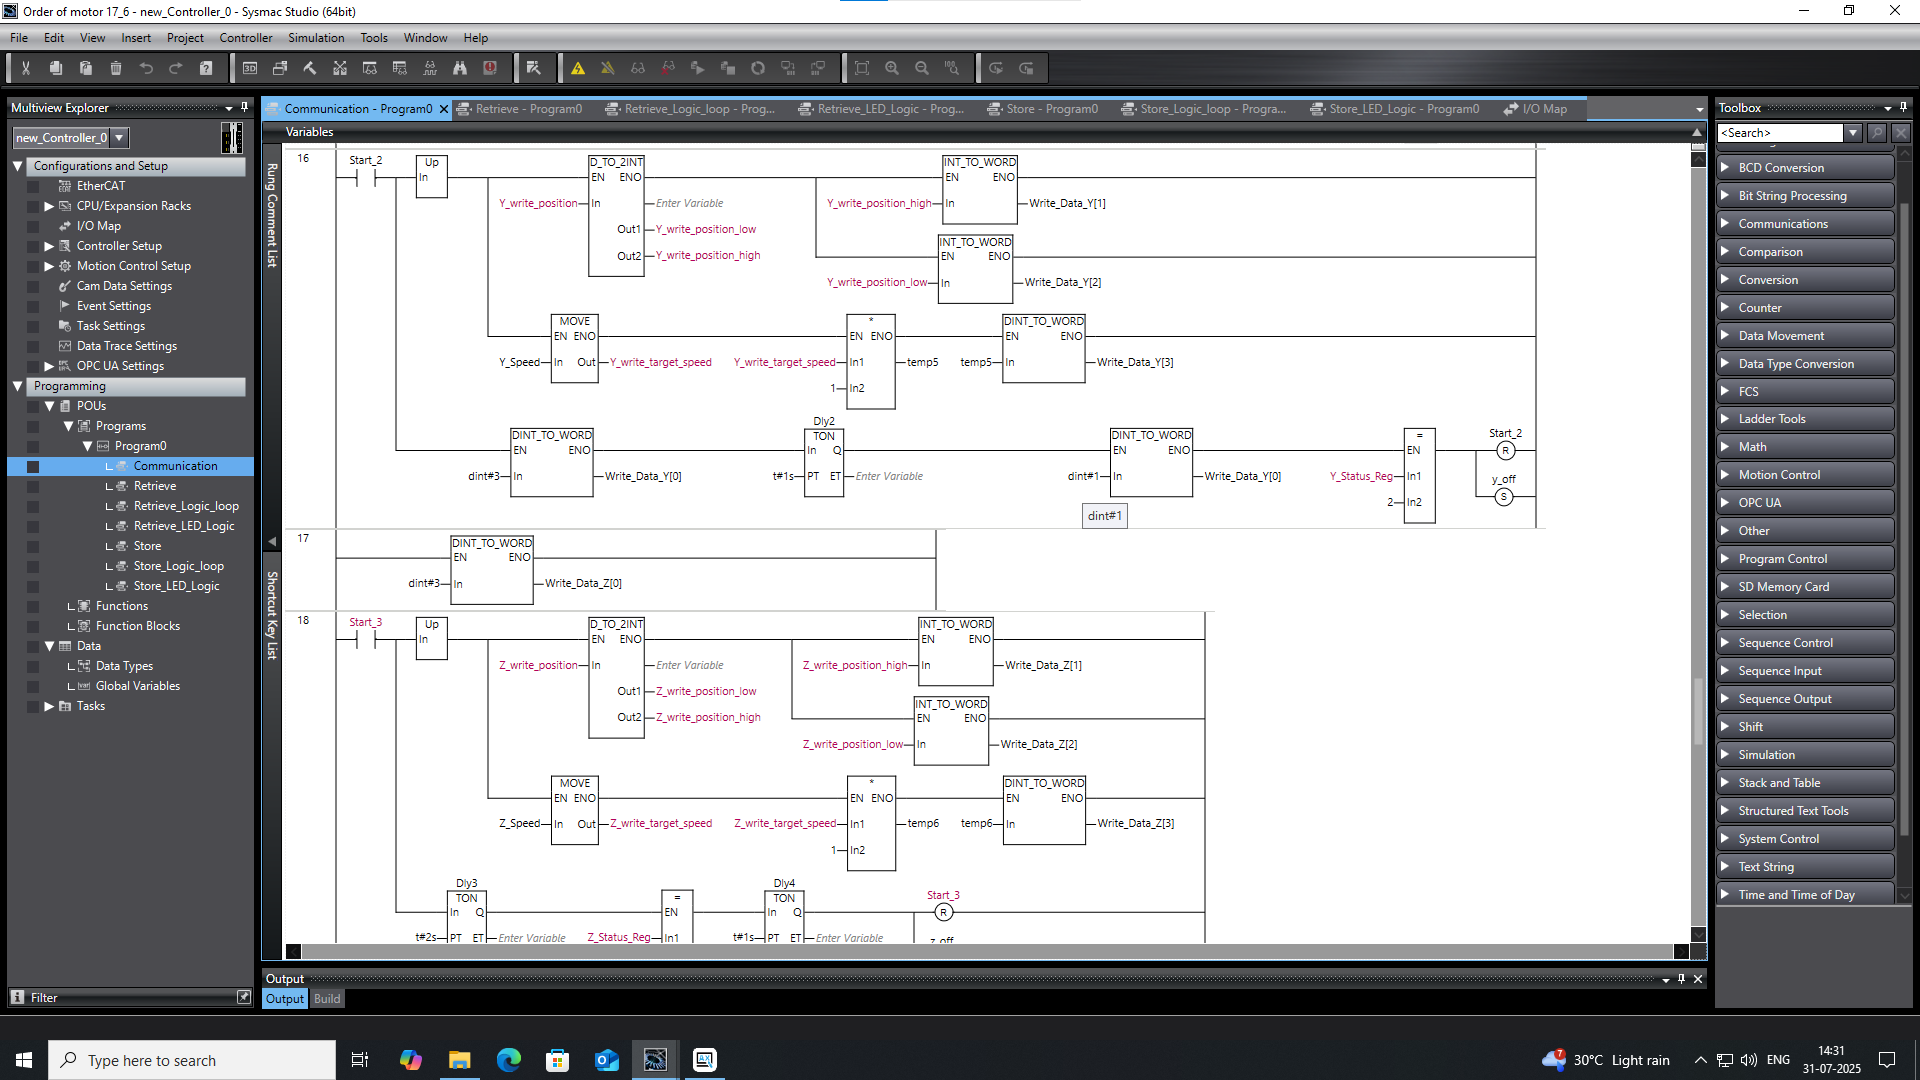 Order of motor 17_6 - new_Controller_0 - Sysmac Studio (64bit)
File Edit View Insert Project Controller Simulation Tools Window Help
Multiview Explorer
new_Controller_0
Configurations and Setup
EtherCAT
CPU/Expansion Racks
I/O Map
Controller Setup
Motion Control Setup
Cam Data Settings
Event Settings
Task Settings
Data Trace Settings
OPC UA Settings
Programming
POUs
Programs
Program0
Communication
Retrieve
Retrieve_Logic_loop
Retrieve_LED_Logic
Store
Store_Logic_loop
Store_LED_Logic
Functions
Function Blocks
Data
Data Types
Global Variables
Tasks
Filter
Communication - Program0 Retrieve - Program0 Retrieve_Logic_loop - Prog... Retrieve_LED_Logic - Prog... Store - Program0 Store_Logic_loop - Progra... Store_LED_Logic - Program0 I/O Map
Variables
Rung Comment List
Shortcut Key List
16 Start_2 Up D_TO_2INT INT_TO_WORD
In EN ENO EN ENO
Y_write_position In Enter Variable Y_write_position_high In Write_Data_Y[1]
Out1 Y_write_position_low
INT_TO_WORD
Out2 Y_write_position_high EN ENO
Y_write_position_low In Write_Data_Y[2]
MOVE * DINT_TO_WORD
EN ENO EN ENO EN ENO
Y_Speed In Out Y_write_target_speed Y_write_target_speed In1 temp5 temp5 In Write_Data_Y[3]
1 In2
Dly2
DINT_TO_WORD TON DINT_TO_WORD = Start_2
EN ENO In Q EN ENO EN R
dint#3 In Write_Data_Y[0] t#1s PT ET Enter Variable dint#1 In Write_Data_Y[0] Y_Status_Reg In1 y_off
2 In2 S
dint#1
17 DINT_TO_WORD
EN ENO
dint#3 In Write_Data_Z[0]
18 Start_3 Up D_TO_2INT INT_TO_WORD
In EN ENO EN ENO
Z_write_position In Enter Variable Z_write_position_high In Write_Data_Z[1]
Out1 Z_write_position_low
INT_TO_WORD
Out2 Z_write_position_high EN ENO
Z_write_position_low In Write_Data_Z[2]
MOVE * DINT_TO_WORD
EN ENO EN ENO EN ENO
Z_Speed In Out Z_write_target_speed Z_write_target_speed In1 temp6 temp6 In Write_Data_Z[3]
1 In2
Dly3 Dly4
TON = TON Start_3
In Q EN In Q R
t#2s PT ET Enter Variable Z_Status_Reg In1 t#1s PT ET Enter Variable z_off
Output
Output Build
Toolbox
<Search>
BCD Conversion
Bit String Processing
Communications
Comparison
Conversion
Counter
Data Movement
Data Type Conversion
FCS
Ladder Tools
Math
Motion Control
OPC UA
Other
Program Control
SD Memory Card
Selection
Sequence Control
Sequence Input
Sequence Output
Shift
Simulation
Stack and Table
Structured Text Tools
System Control
Text String
Time and Time of Day
Type here to search
7
30°C Light rain
ENG
14:31
31-07-2025